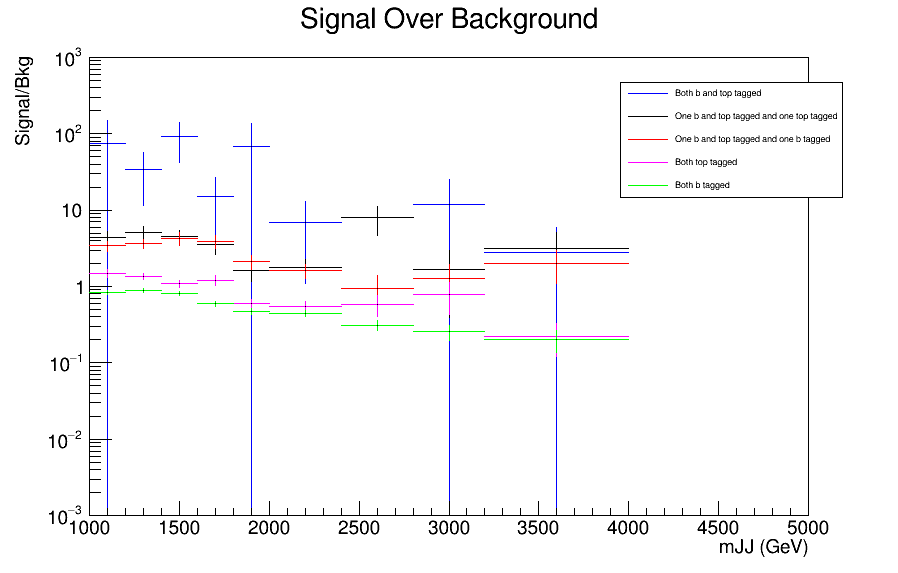 Signal Over Background
Signal/Bkg
10³
10²
10
1
10⁻¹
10⁻²
10⁻³
Both b and top tagged
One b and top tagged and one top tagged
One b and top tagged and one b tagged
Both top tagged
Both b tagged
1000 1500 2000 2500 3000 3500 4000 4500 5000
mJJ (GeV)